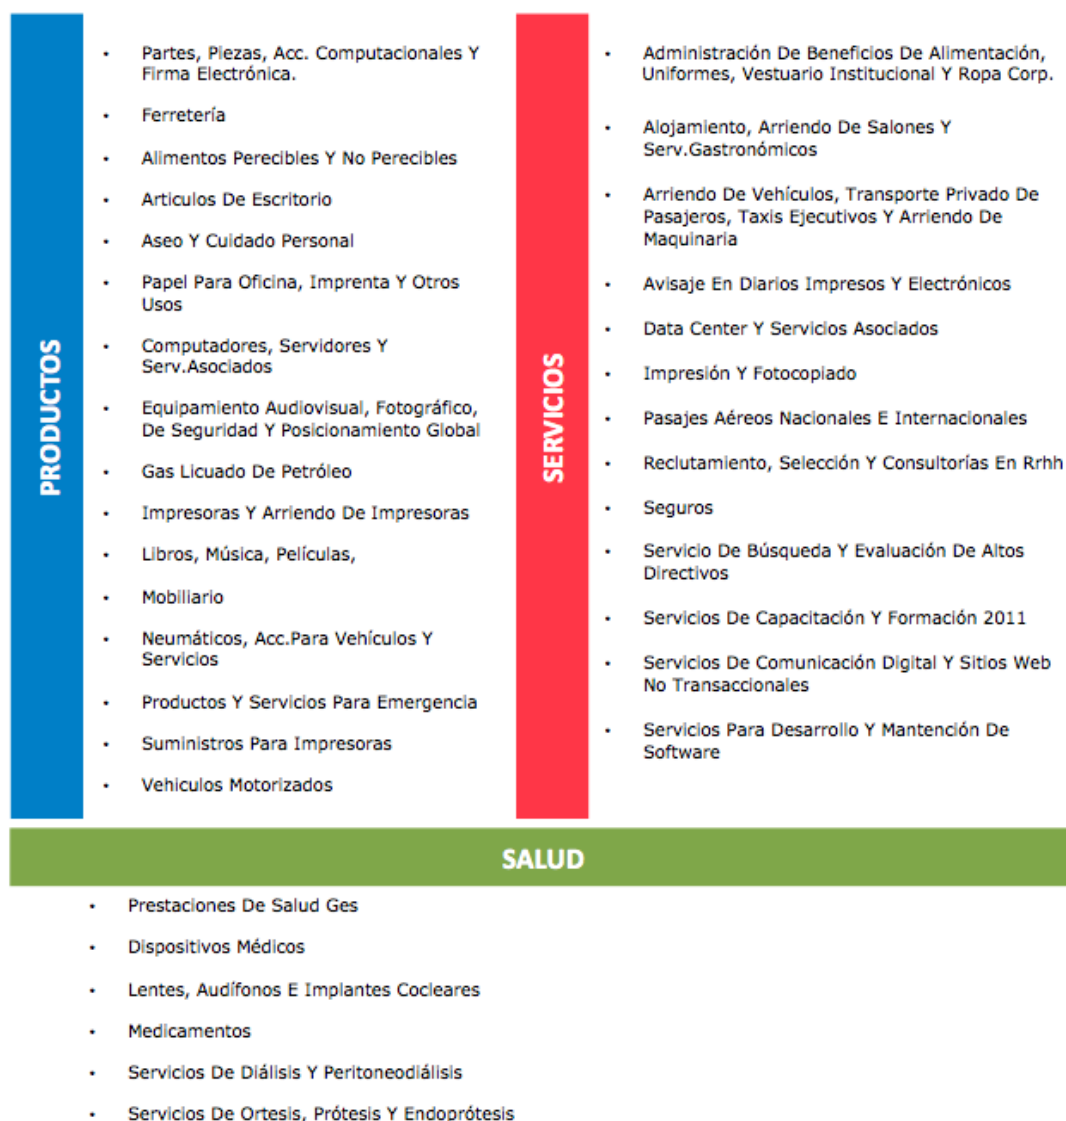 PRODUCTOS
• Partes, Piezas, Acc. Computacionales Y
Firma Electrónica.
• Ferretería
• Alimentos Perecibles Y No Perecibles
• Articulos De Escritorio
• Aseo Y Cuidado Personal
• Papel Para Oficina, Imprenta Y Otros
Usos
• Computadores, Servidores Y
Serv.Asociados
• Equipamiento Audiovisual, Fotográfico,
De Seguridad Y Posicionamiento Global
• Gas Licuado De Petróleo
• Impresoras Y Arriendo De Impresoras
• Libros, Música, Películas,
• Mobiliario
• Neumáticos, Acc.Para Vehículos Y
Servicios
• Productos Y Servicios Para Emergencia
• Suministros Para Impresoras
• Vehiculos Motorizados
SERVICIOS
• Administración De Beneficios De Alimentación,
Uniformes, Vestuario Institucional Y Ropa Corp.
• Alojamiento, Arriendo De Salones Y
Serv.Gastronómicos
• Arriendo De Vehículos, Transporte Privado De
Pasajeros, Taxis Ejecutivos Y Arriendo De
Maquinaria
• Avisaje En Diarios Impresos Y Electrónicos
• Data Center Y Servicios Asociados
• Impresión Y Fotocopiado
• Pasajes Aéreos Nacionales E Internacionales
• Reclutamiento, Selección Y Consultorías En Rrhh
• Seguros
• Servicio De Búsqueda Y Evaluación De Altos
Directivos
• Servicios De Capacitación Y Formación 2011
• Servicios De Comunicación Digital Y Sitios Web
No Transaccionales
• Servicios Para Desarrollo Y Mantención De
Software
SALUD
• Prestaciones De Salud Ges
• Dispositivos Médicos
• Lentes, Audífonos E Implantes Cocleares
• Medicamentos
• Servicios De Diálisis Y Peritoneodiálisis
• Servicios De Ortesis, Prótesis Y Endoprótesis